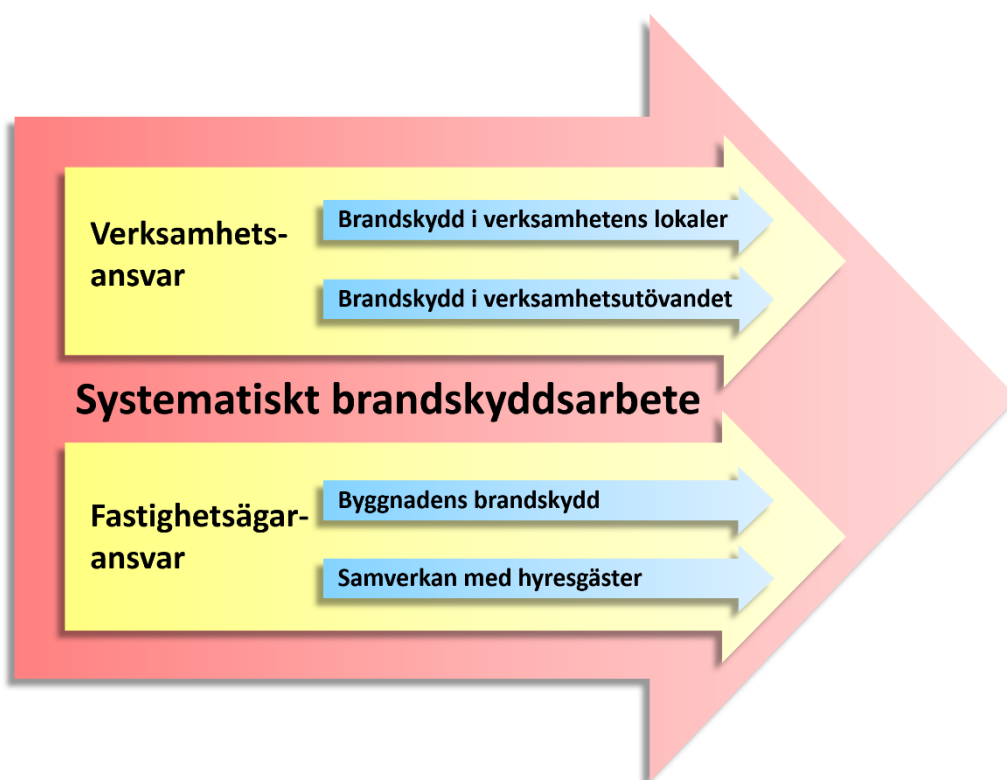 Verksamhets-
ansvar
Brandskydd i verksamhetens lokaler
Brandskydd i verksamhetsutövandet
Systematiskt brandskyddsarbete
Fastighetsägar-
ansvar
Byggnadens brandskydd
Samverkan med hyresgäster